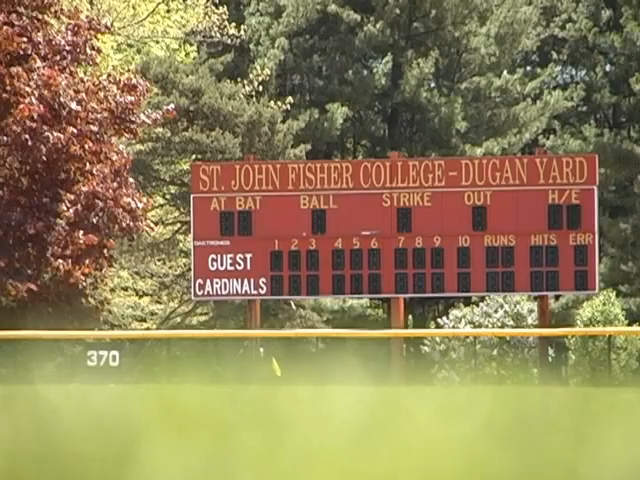 ST. JOHN FISHER COLLEGE - DUGAN YARD
AT BAT BALL STRIKE OUT H/E
DAKTRONICS 1 2 3 4 5 6 7 8 9 10 RUNS HITS ERR
GUEST
CARDINALS
370